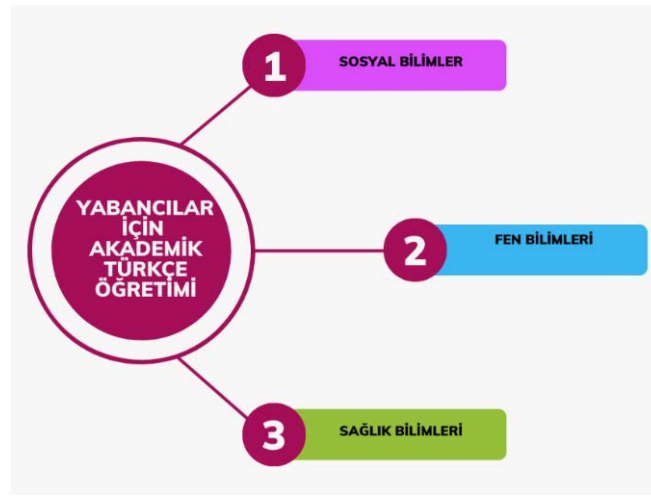 YABANCILAR
İÇİN
AKADEMİK
TÜRKÇE
ÖĞRETİMİ
1
SOSYAL BİLİMLER
2
FEN BİLİMLERİ
3
SAĞLIK BİLİMLERİ